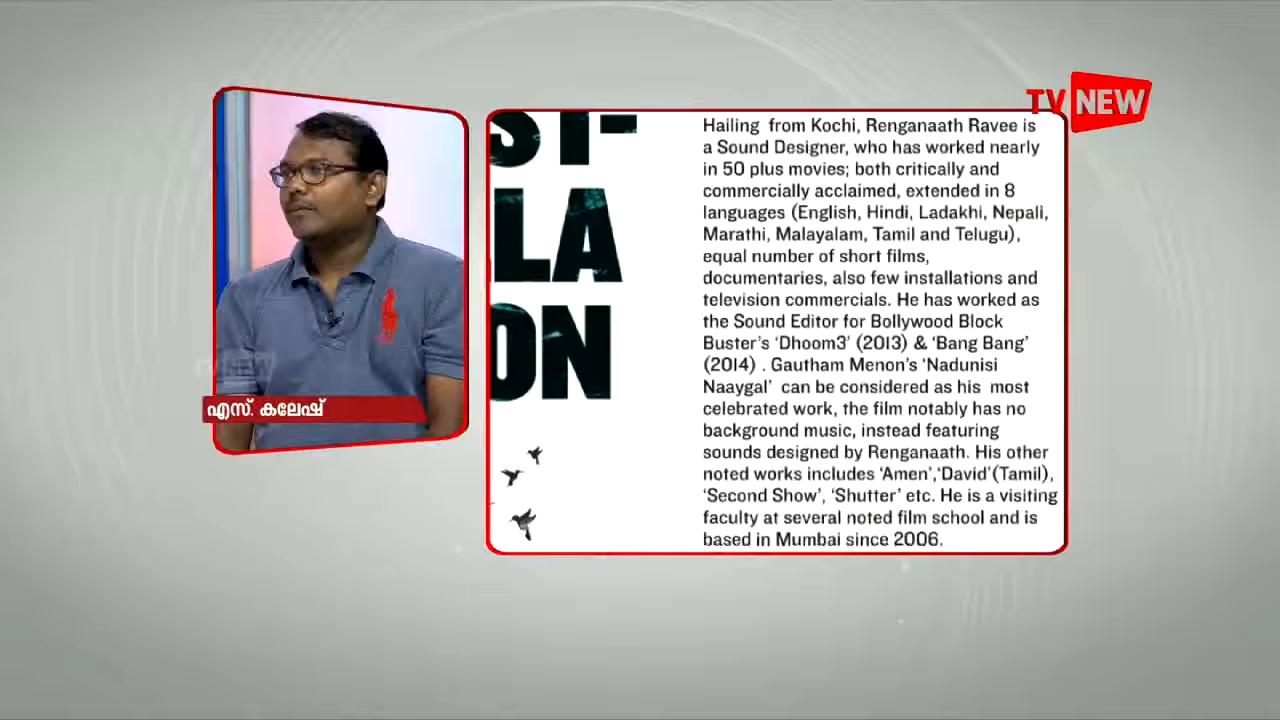 TV NEW
എസ്. കലേഷ്
ST-
LA
ON
Hailing from Kochi, Renganaath Ravee is
a Sound Designer, who has worked nearly
in 50 plus movies; both critically and
commercially acclaimed, extended in 8
languages (English, Hindi, Ladakhi, Nepali,
Marathi, Malayalam, Tamil and Telugu),
equal number of short films,
documentaries, also few installations and
television commercials. He has worked as
the Sound Editor for Bollywood Block
Buster's 'Dhoom3' (2013) & 'Bang Bang'
(2014) . Gautham Menon's 'Nadunisi
Naaygal' can be considered as his most
celebrated work, the film notably has no
background music, instead featuring
sounds designed by Renganaath. His other
noted works includes 'Amen','David'(Tamil),
'Second Show', 'Shutter' etc. He is a visiting
faculty at several noted film school and is
based in Mumbai since 2006.